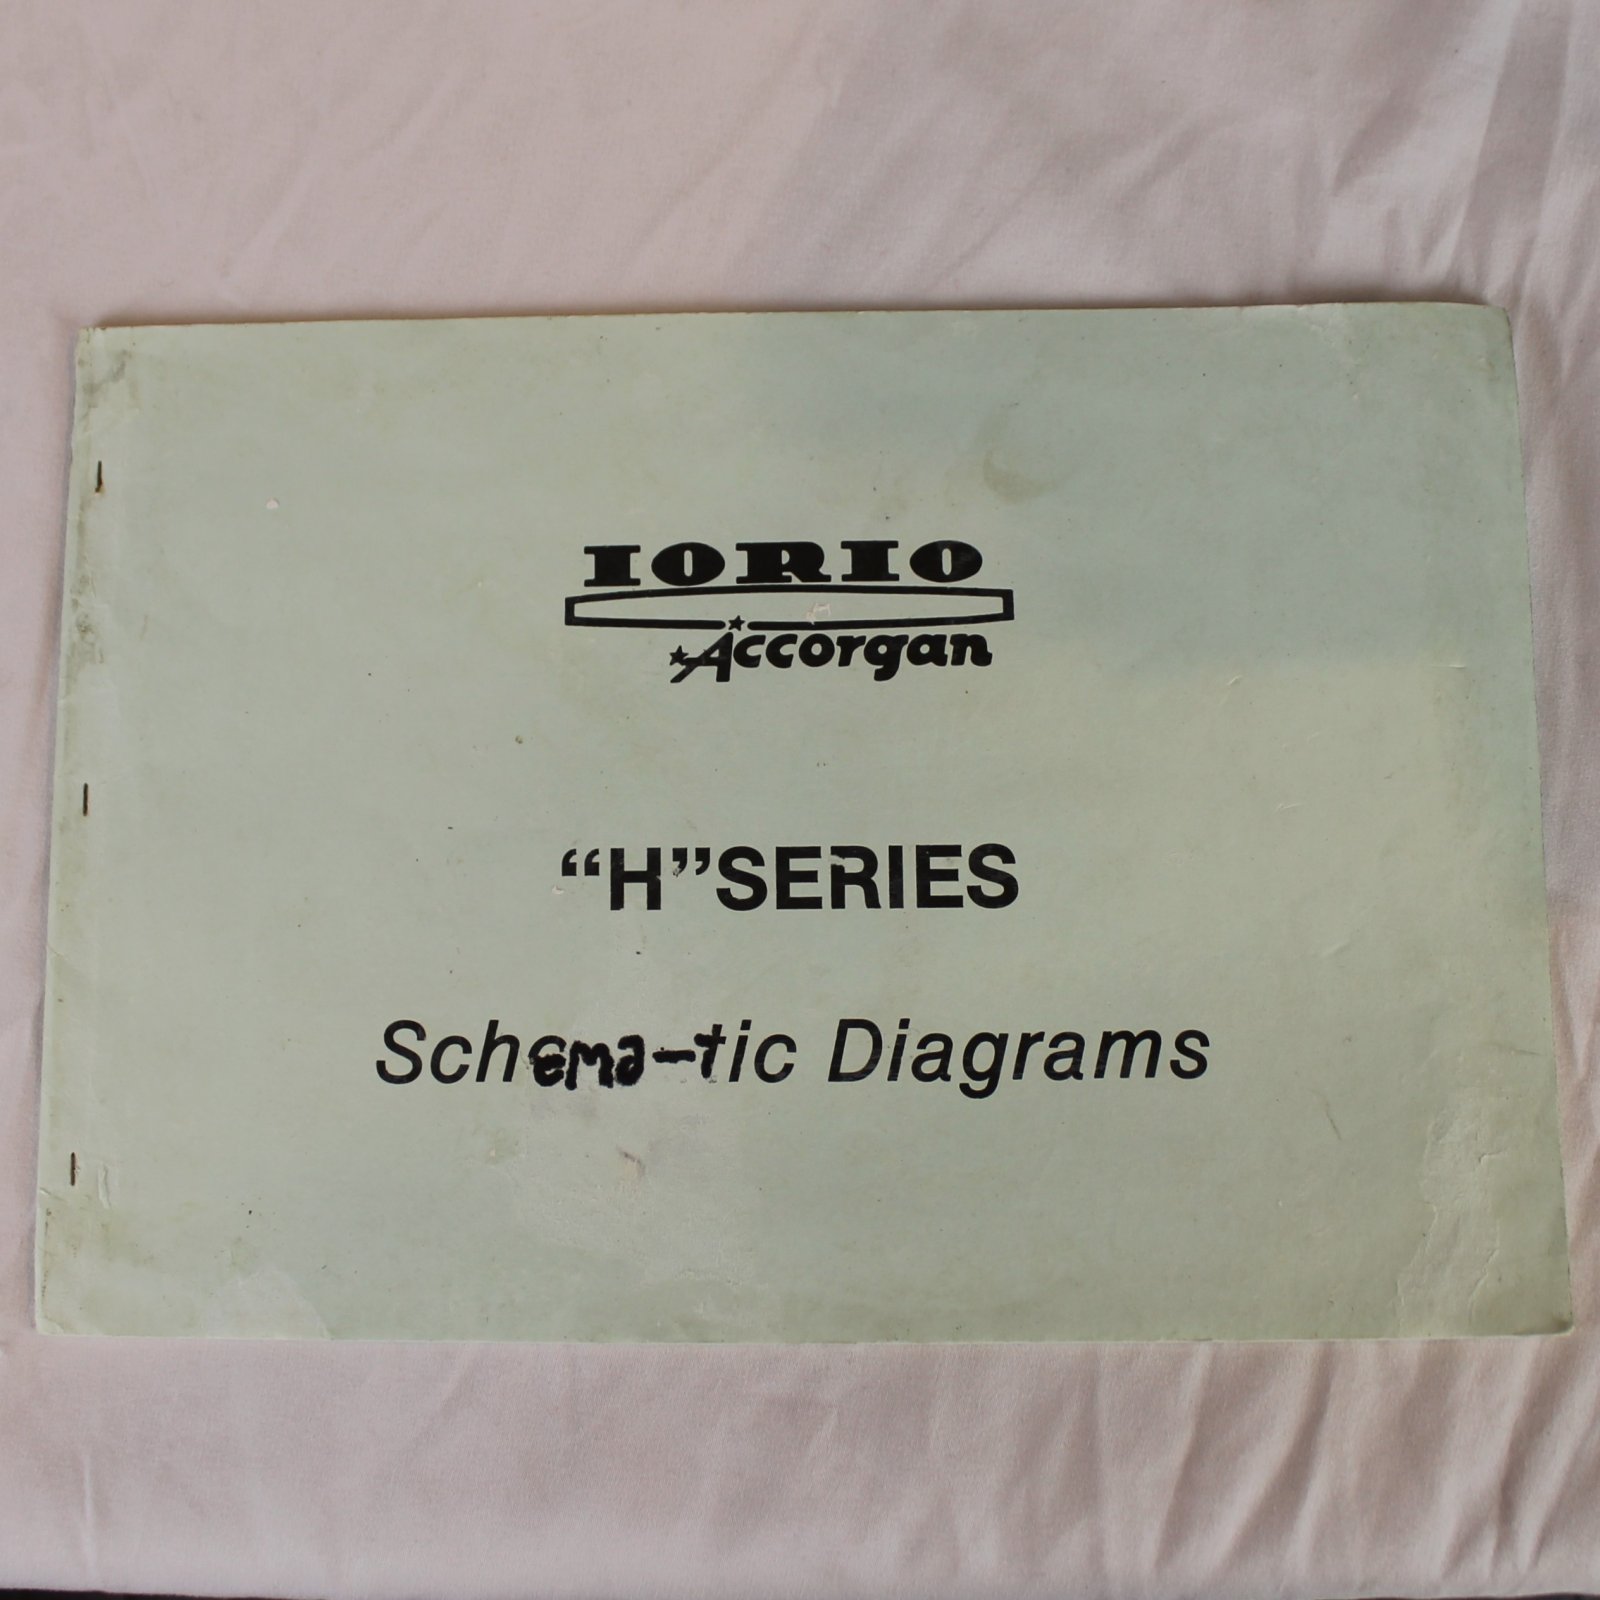 IORIO
Accorgan
“H”SERIES
Schema-tic Diagrams